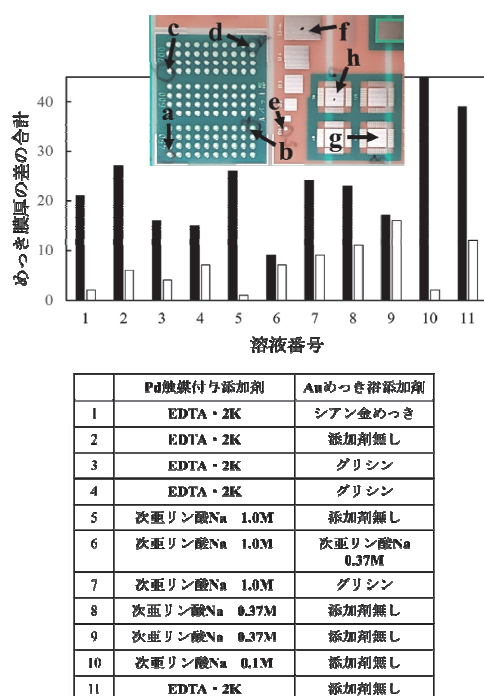 c
d
f
h
a
e
g
b
めっき膜厚の差の合計
40
30
20
10
0
1 2 3 4 5 6 7 8 9 10 11
溶液番号
Pd触媒付与添加剤 Auめっき浴添加剤
1 EDTA・2K シアン金めっき
2 EDTA・2K 添加剤無し
3 EDTA・2K グリシン
4 EDTA・2K グリシン
5 次亜リン酸Na 1.0M 添加剤無し
6 次亜リン酸Na 1.0M 次亜リン酸Na
0.37M
7 次亜リン酸Na 1.0M グリシン
8 次亜リン酸Na 0.37M 添加剤無し
9 次亜リン酸Na 0.37M 添加剤無し
10 次亜リン酸Na 0.1M 添加剤無し
11 EDTA・2K 添加剤無し